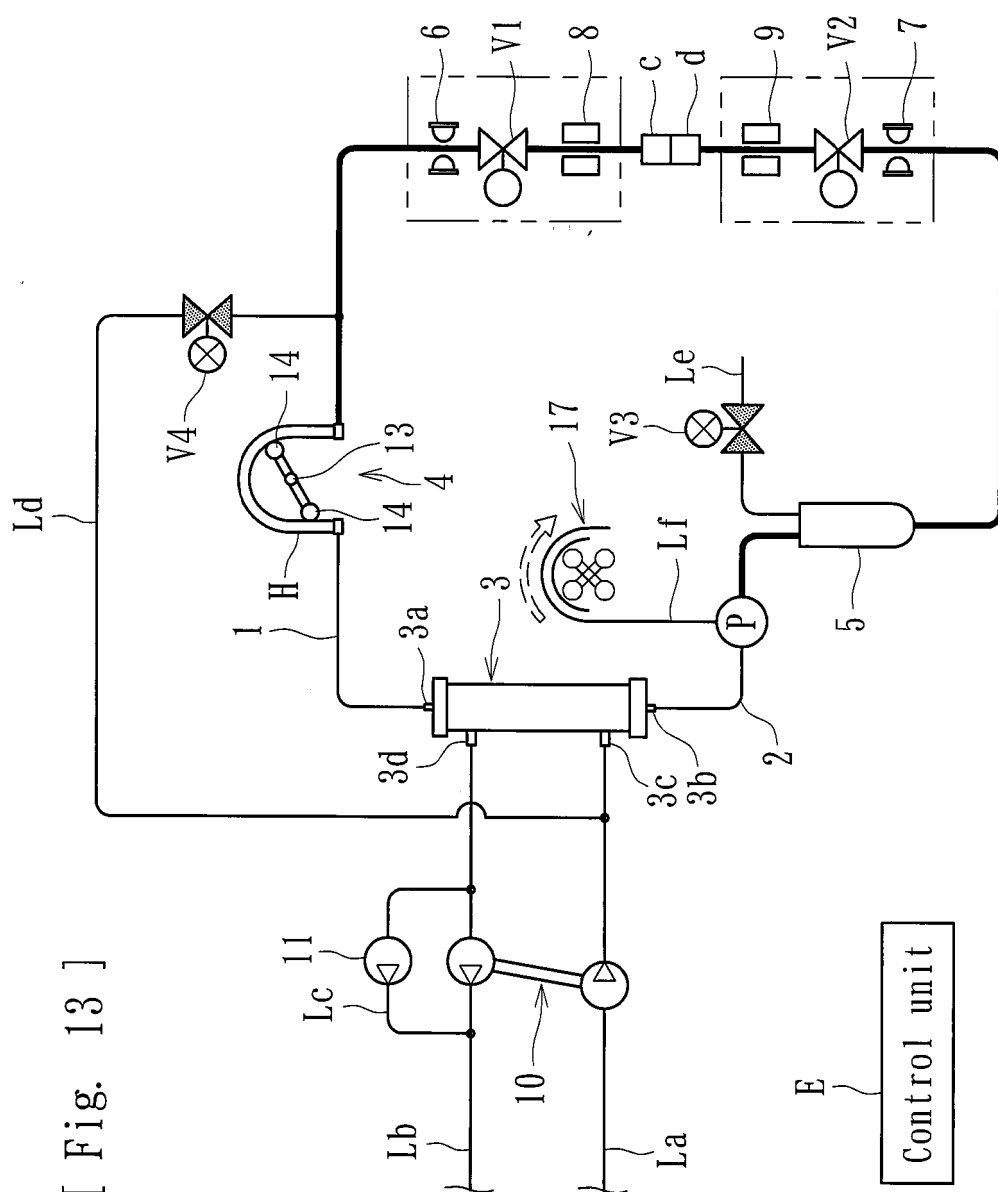 [ Fig. 13 ]
Ld
V4
14
13
4
14
H
1
6
V1
8
c
d
9
V2
7
3a
3
17
V3
Le
Lf
P
5
2
3d
3c
3b
11
Lc
10
Lb
La
E
Control unit